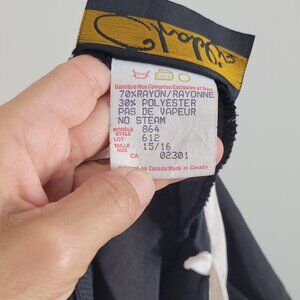 Garniture Non Comprise/Exclusive of Trim
70% RAYON/RAYONNE
30% POLYESTER
PAS DE VAPEUR
NO STEAM
MODELE STYLE 864
LOT 612
TAILLE SIZE 15/16
CA 02301
Made in Canada